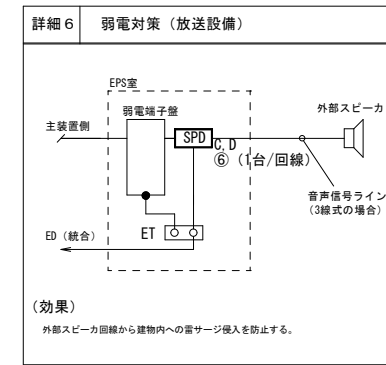 詳細６ 弱電対策（放送設備）
EPS室
弱電端子盤
外部スピーカ
主装置側
SPD
C,D
⑥（1台/回線）
音声信号ライン
（3線式の場合）
ET
ED（統合）
（効果）
外部スピーカ回線から建物内への雷サージ侵入を防止する。